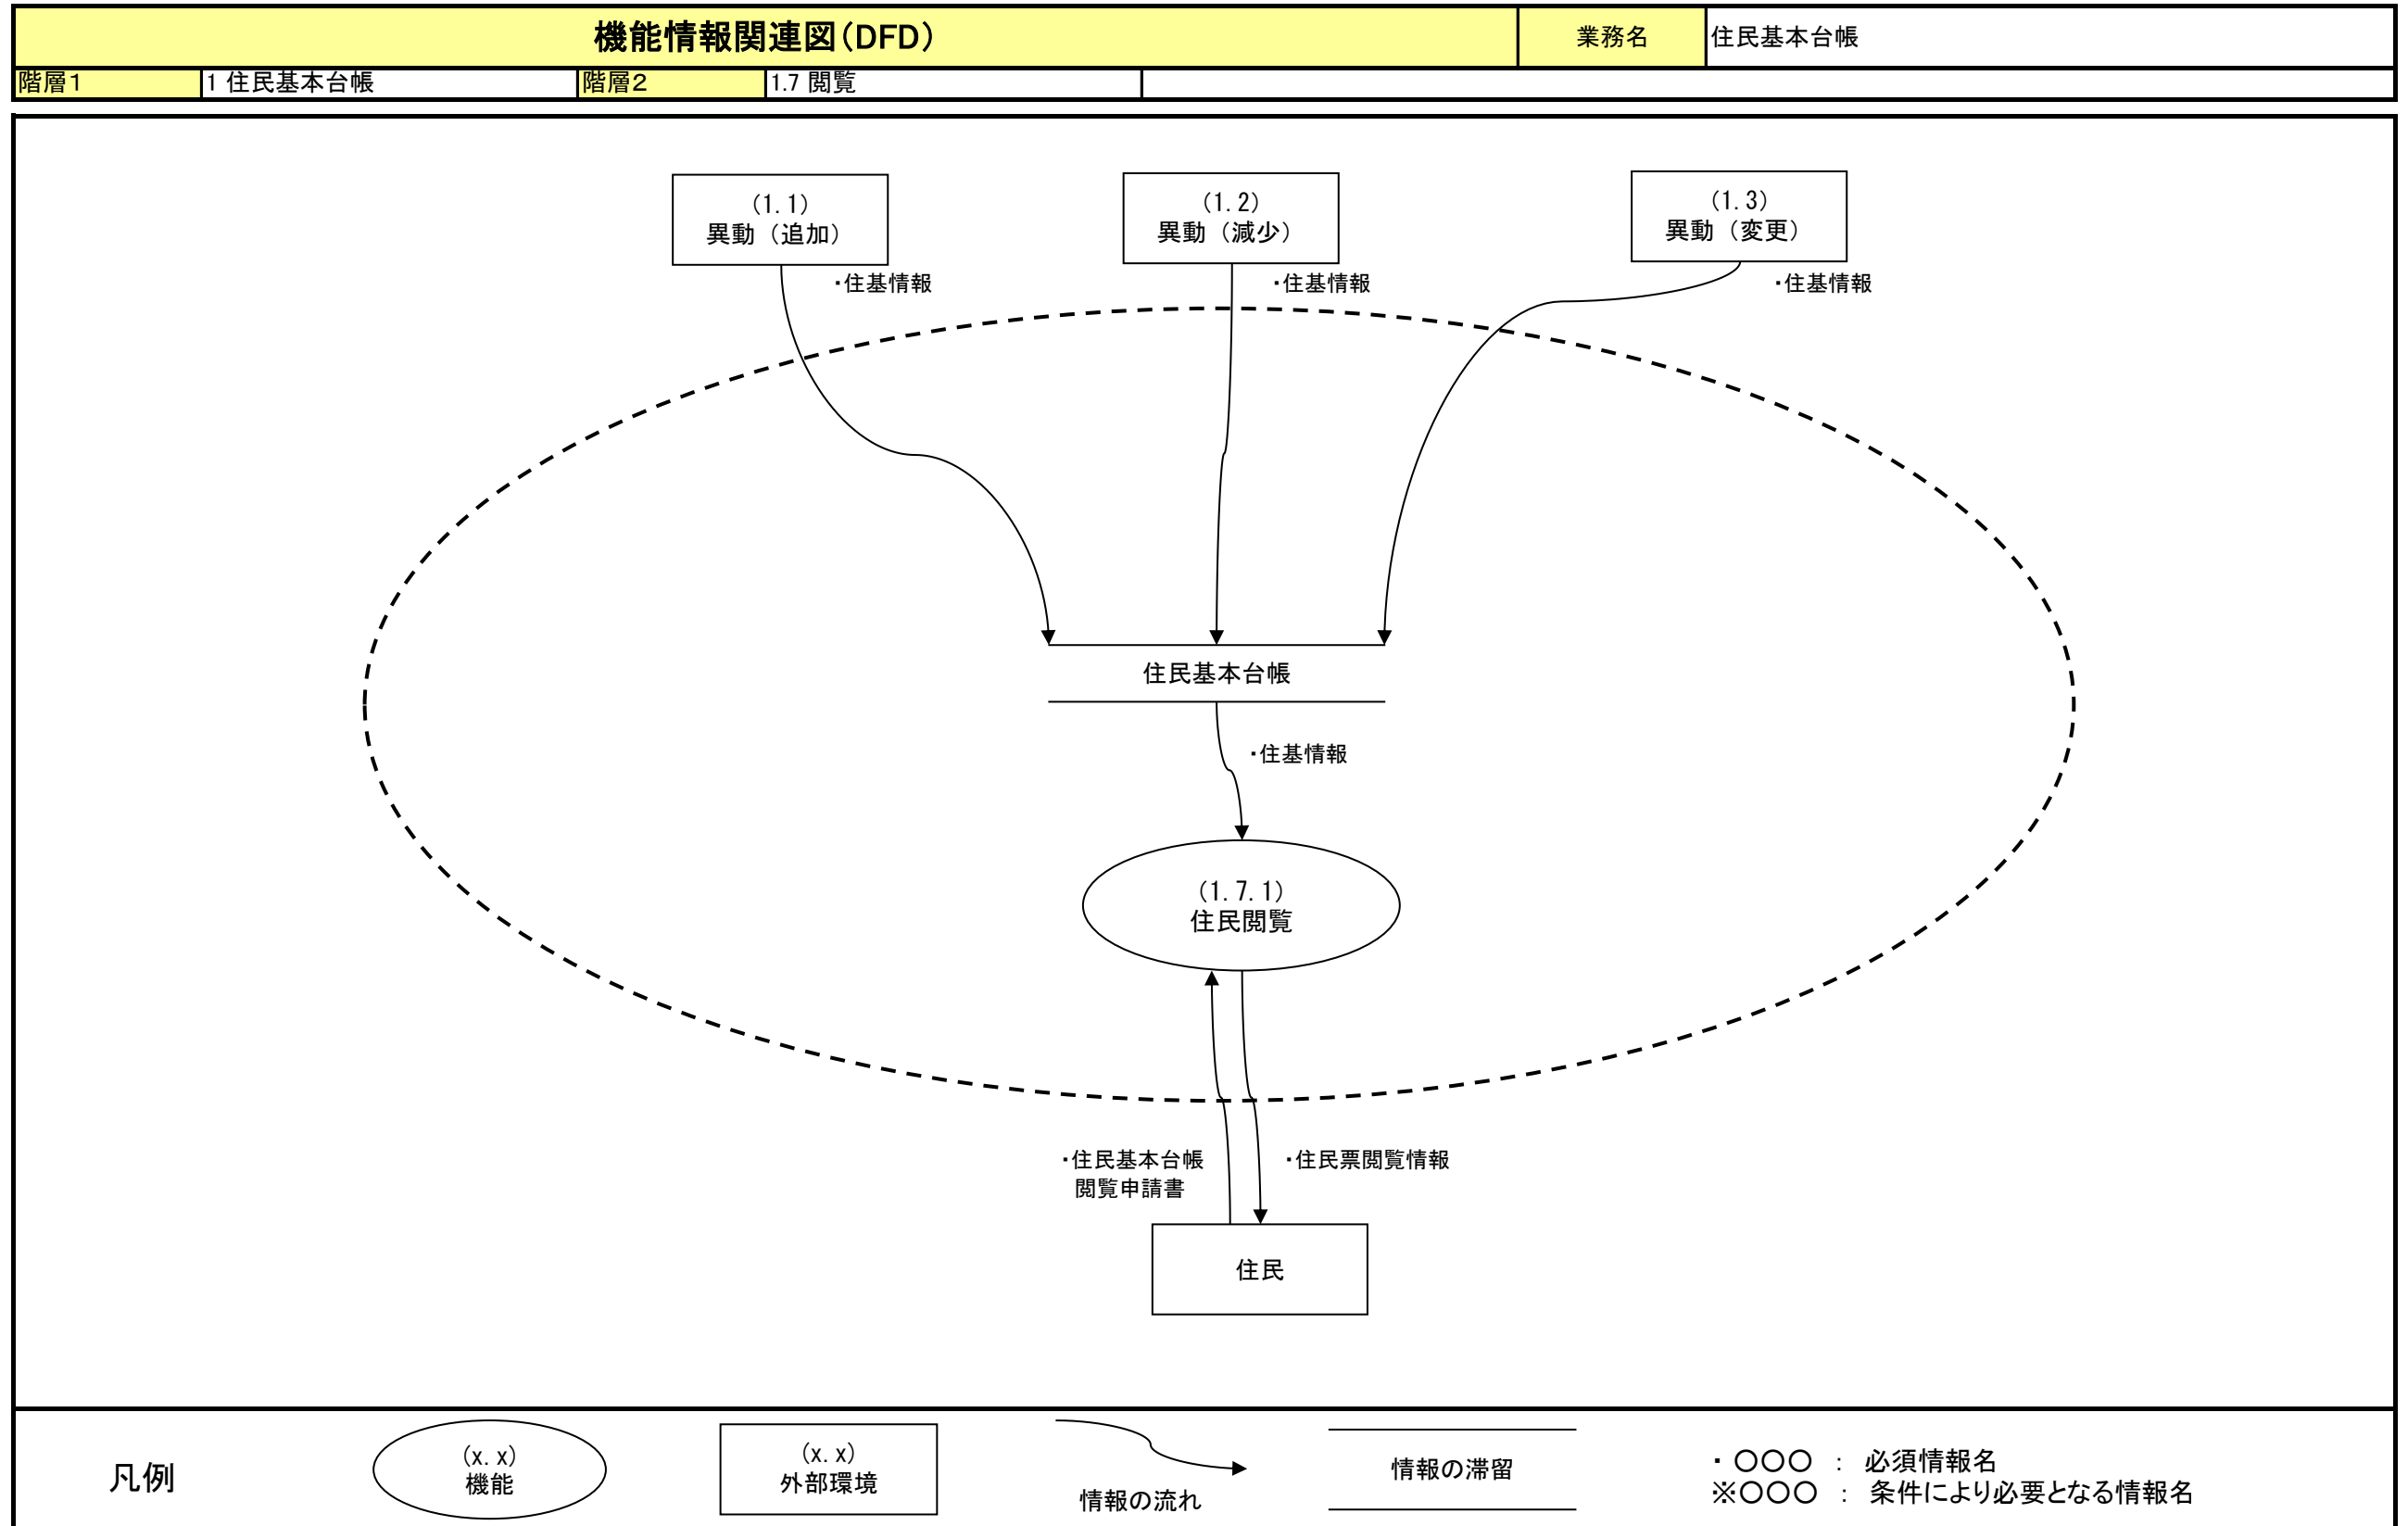 機能情報関連図(DFD)
業務名
住民基本台帳
階層1
1 住民基本台帳
階層2
1.7 閲覧
(1.1)
異動(追加)
(1.2)
異動(減少)
(1.3)
異動(変更)
・住基情報
・住基情報
・住基情報
住民基本台帳
・住基情報
(1.7.1)
住民閲覧
・住民基本台帳
閲覧申請書
・住民票閲覧情報
住民
凡例
(x.x)
機能
(x.x)
外部環境
情報の流れ
情報の滞留
・〇〇〇 : 必須情報名
※〇〇〇 : 条件により必要となる情報名